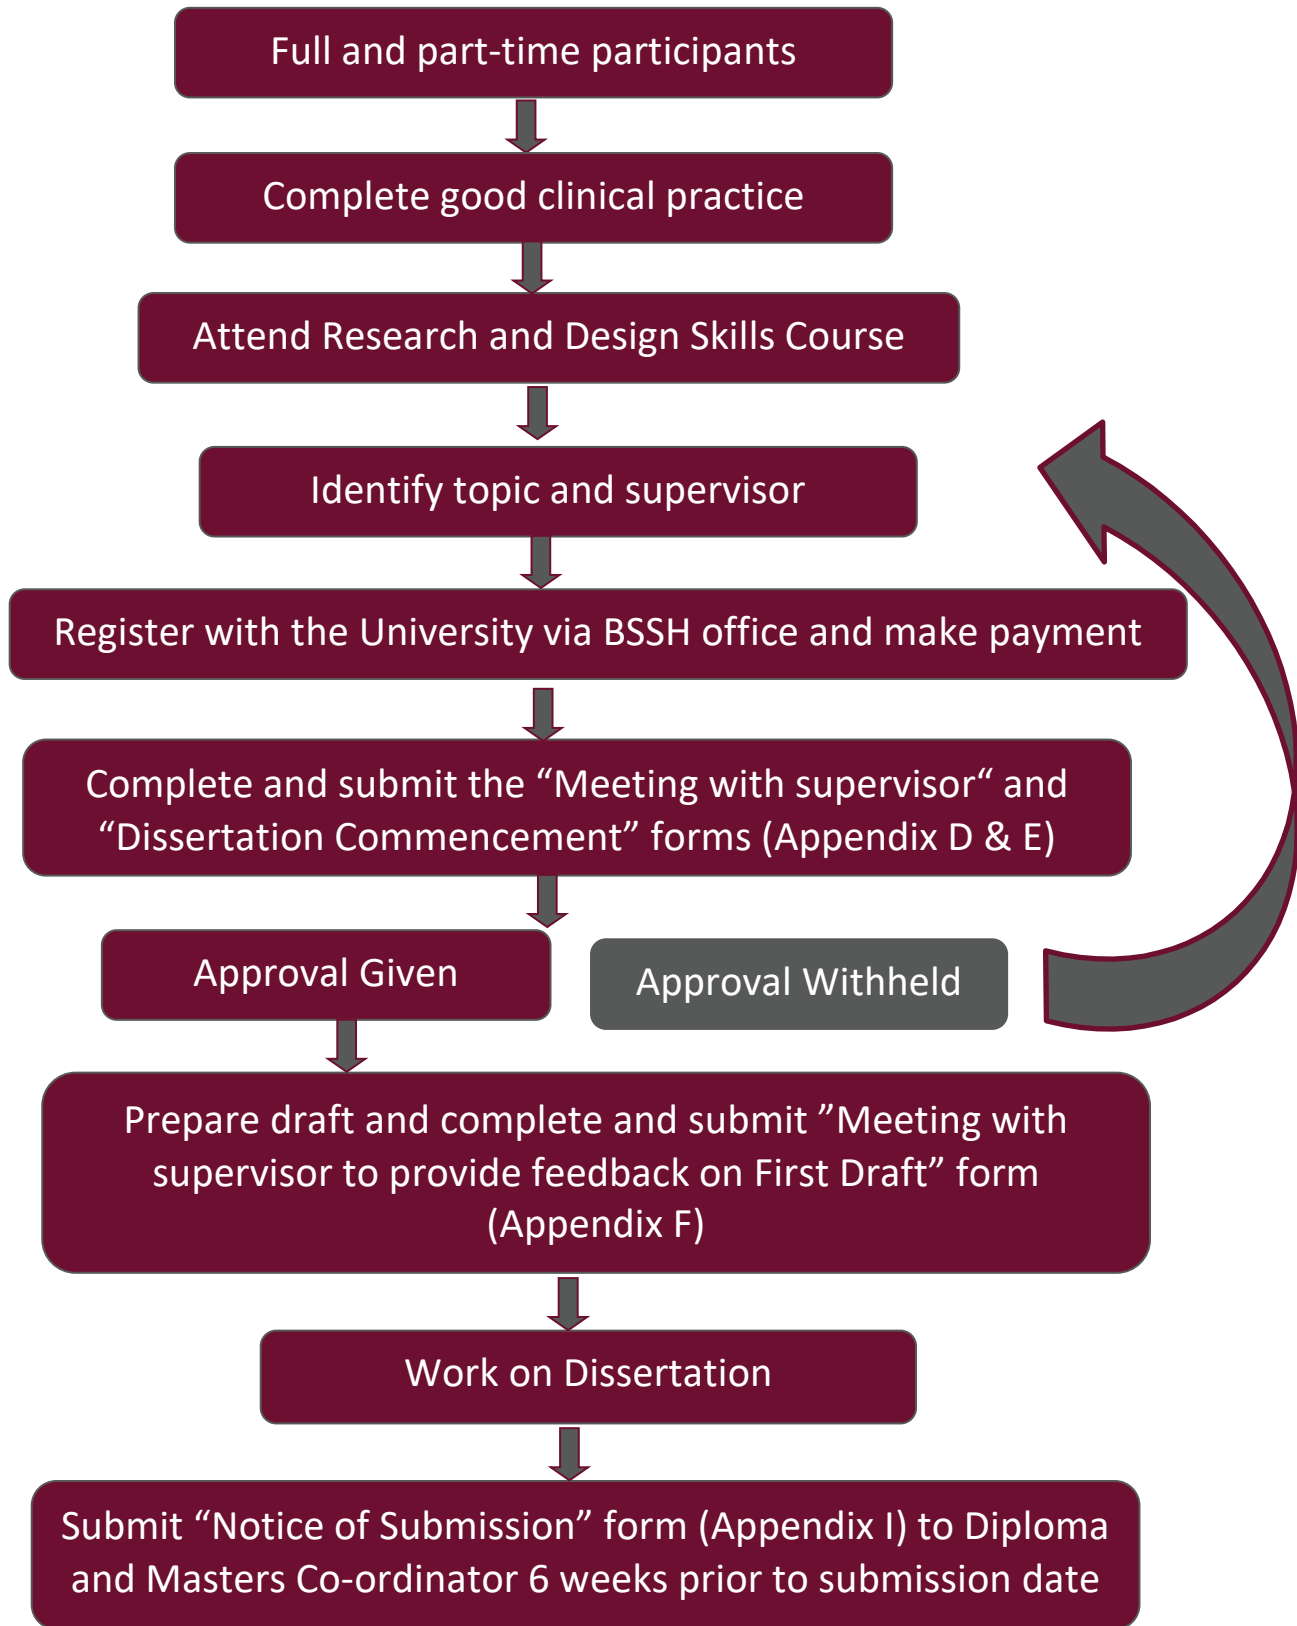 Full and part-time participants
Complete good clinical practice
Attend Research and Design Skills Course
Identify topic and supervisor
Register with the University via BSSH office and make payment
Complete and submit the “Meeting with supervisor“ and
“Dissertation Commencement” forms (Appendix D & E)
Approval Given
Approval Withheld
Prepare draft and complete and submit ”Meeting with
supervisor to provide feedback on First Draft” form
(Appendix F)
Work on Dissertation
Submit “Notice of Submission” form (Appendix I) to Diploma
and Masters Co-ordinator 6 weeks prior to submission date